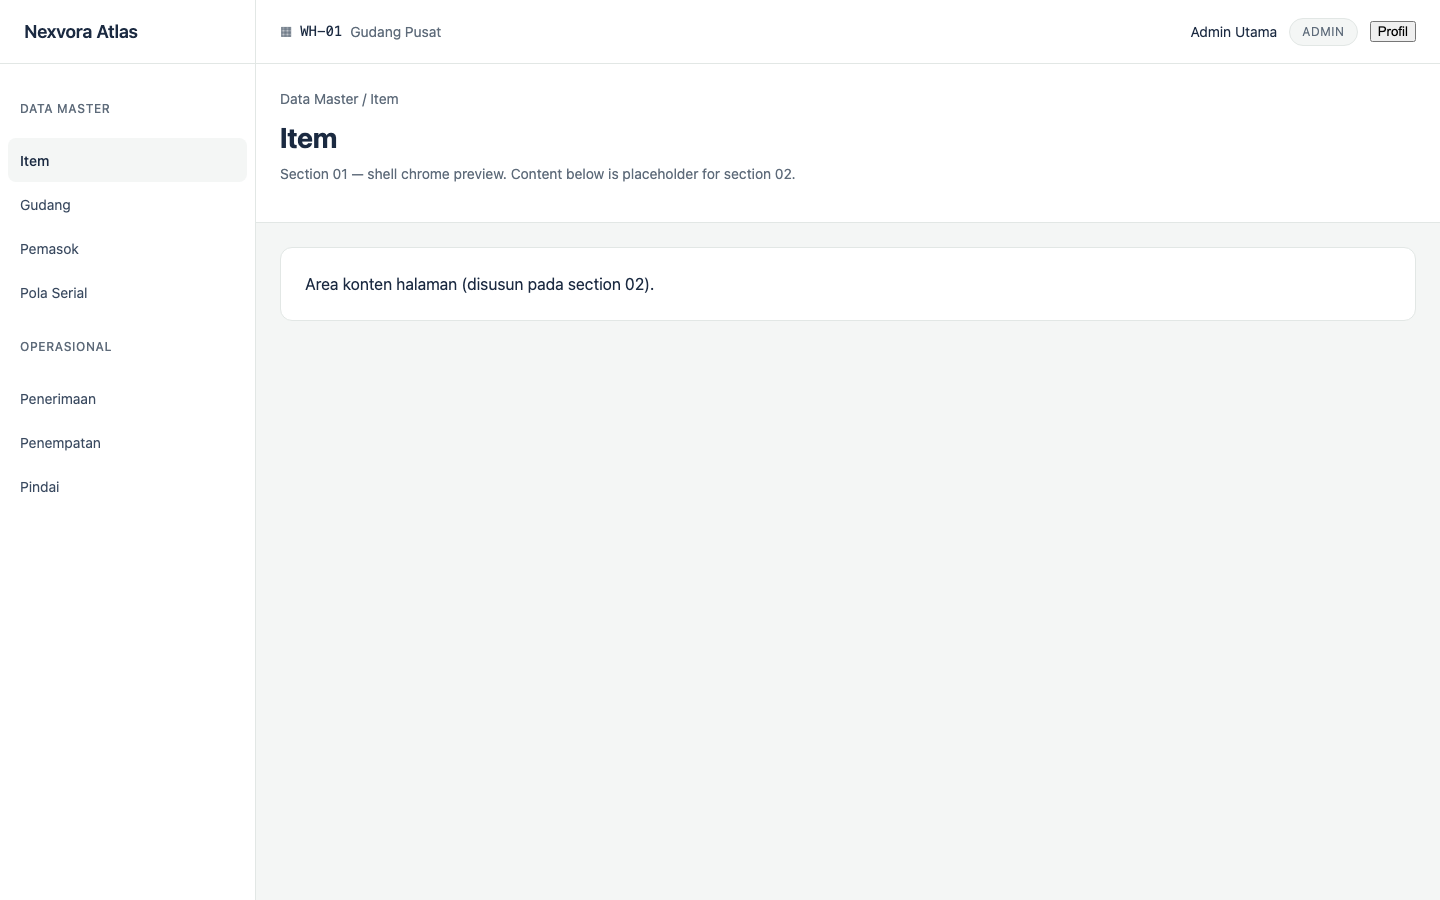 Nexvora Atlas
WH-01 Gudang Pusat
Admin Utama ADMIN Profil
DATA MASTER
Item
Gudang
Pemasok
Pola Serial
OPERASIONAL
Penerimaan
Penempatan
Pindai
Data Master / Item
Item
Section 01 — shell chrome preview. Content below is placeholder for section 02.
Area konten halaman (disusun pada section 02).